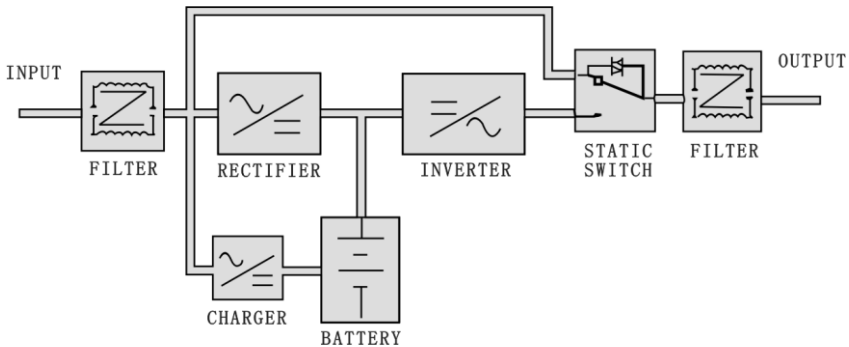 INPUT
OUTPUT
FILTER
RECTIFIER
INVERTER
STATIC
SWITCH
FILTER
CHARGER
BATTERY